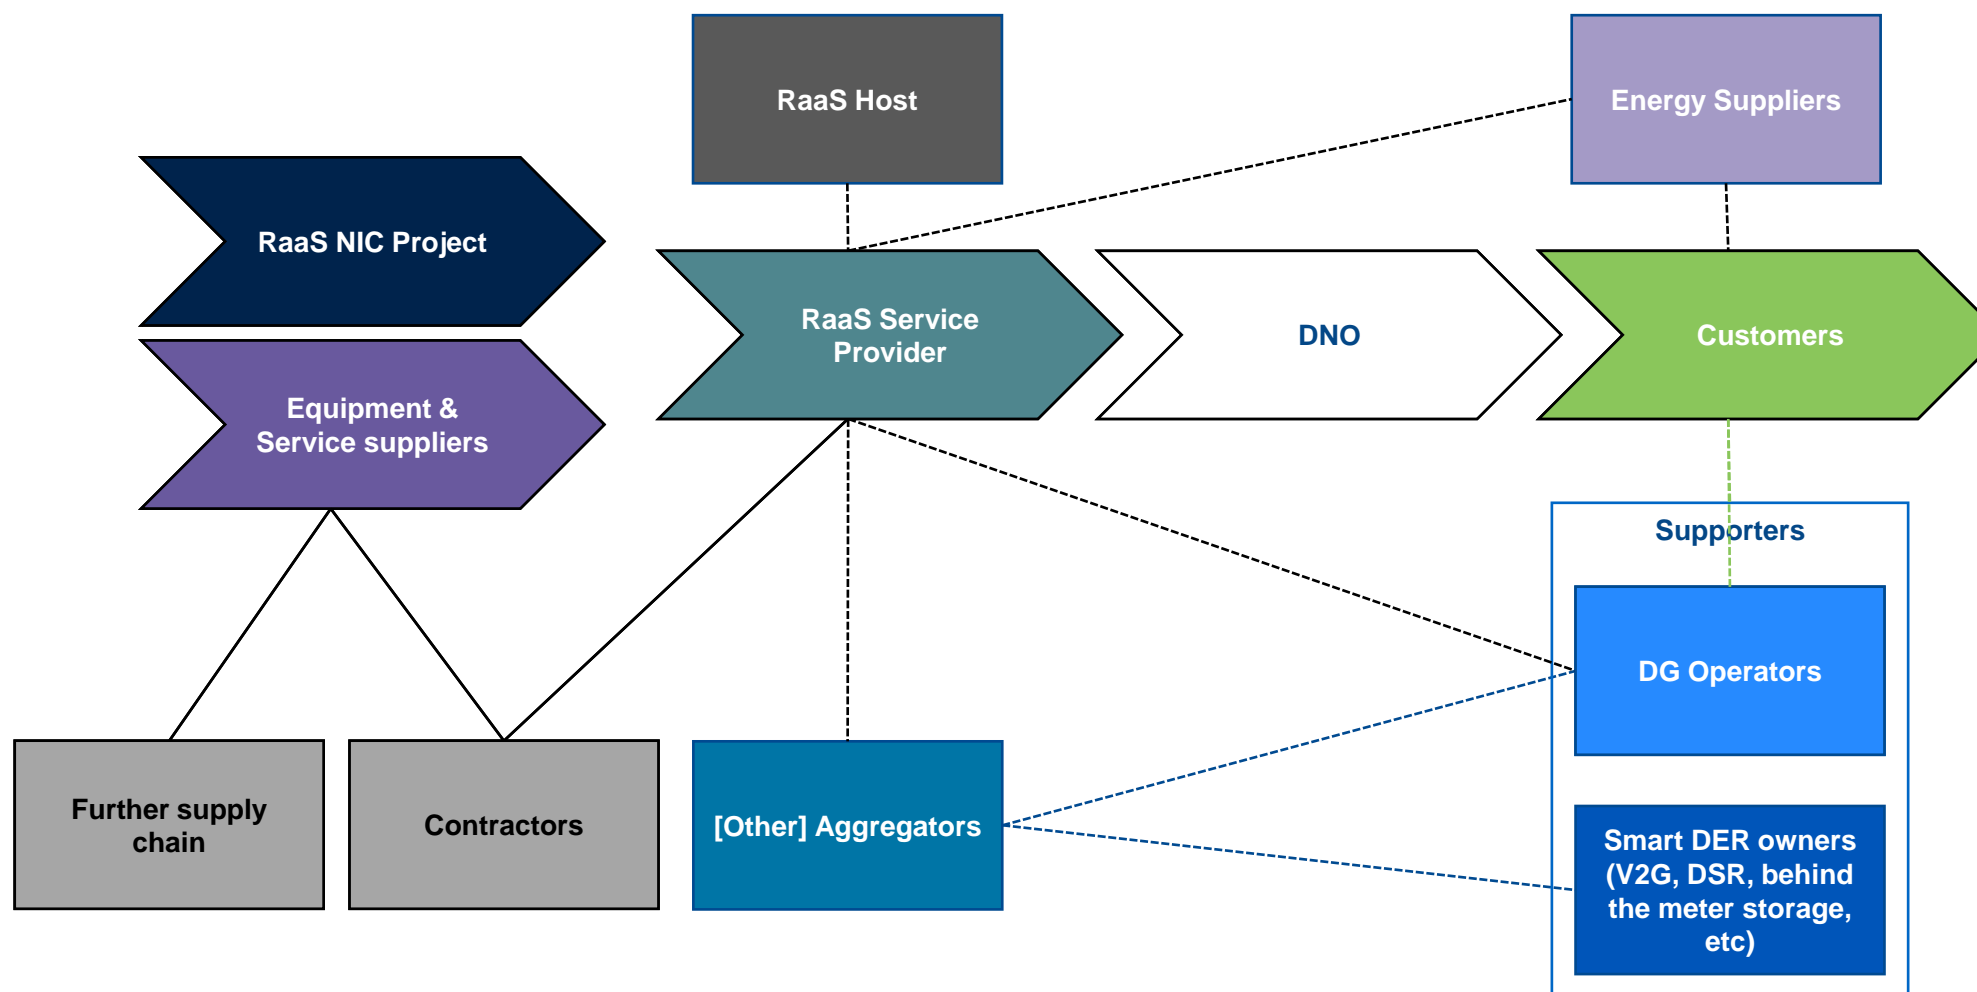 RaaS Host
Energy Suppliers
RaaS NIC Project
RaaS Service
Provider
DNO
Customers
Equipment &
Service suppliers
Supporters
DG Operators
Further supply
chain
Contractors
[Other] Aggregators
Smart DER owners
(V2G, DSR, behind
the meter storage,
etc)